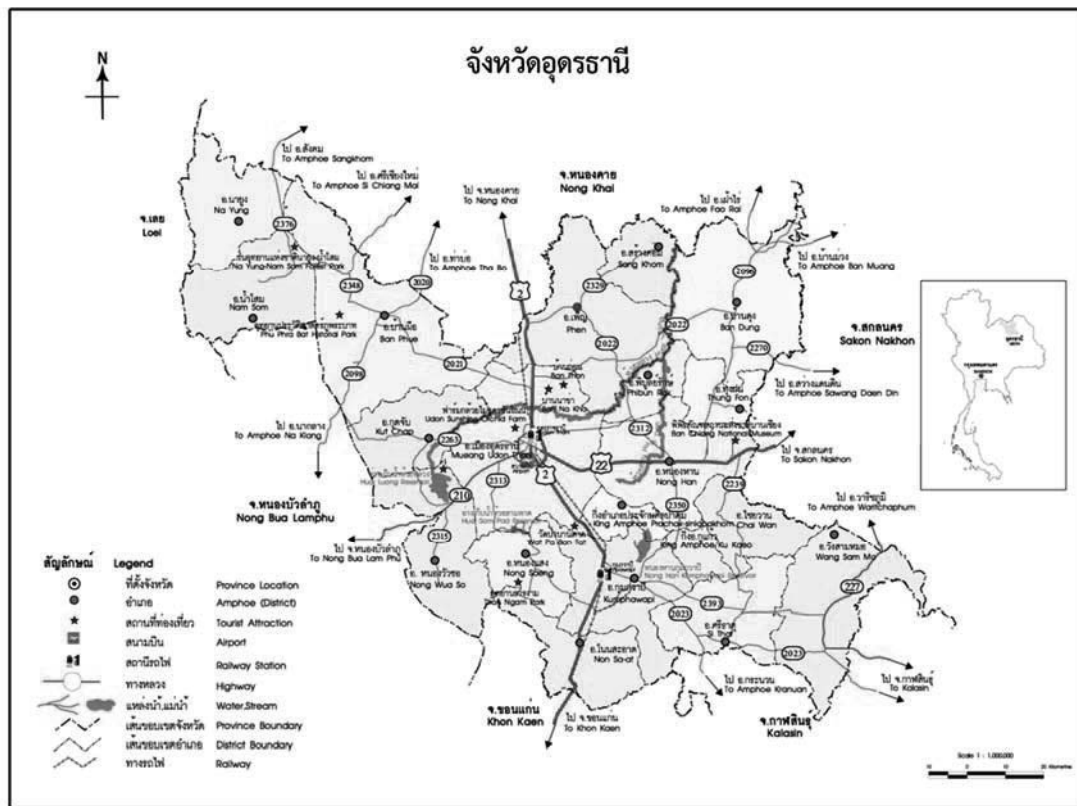 จังหวัดอุดรธานี
N
ไป อ.สังคม
To Amphoe Sangkhom
ไป อ.ศรีเชียงใหม่
To Amphoe Si Chiang Mai
ไป จ.หนองคาย
To Nong Khai
จ.หนองคาย
Nong Khai
ไป อ.เฝ้าไร่
To Amphoe Fao Rai
ไป อ.บ้านม่วง
To Amphoe Ban Muang
จ.เลย
Loei
อ.นายูง
Na Yung
2376
Na Yung-Nam Som Forest Park
ไป อ.ท่าบ่อ
To Amphoe Tha Bo
2348
2020
2
อ.สร้างคอม
Sang Khom
2329
2096
อ.น้ำโสม
Nam Som
Phu Phra Bat Historical Park
อ.บ้านผือ
Ban Phue
อ.เพ็ญ
Phen
2022
2022
อ.บ้านดุง
Ban Dung
จ.สกลนคร
Sakon Nakhon
2270
2098
2021
ไป อ.สว่างแดนดิน
To Amphoe Sawang Daen Din
ไป อ.นากลาง
To Amphoe Na Klang
Phibun Rak
Thung Fon
อ.กุดจับ
Kut Chap
2263
Udon Sunshine Orchid Farm
อ.เมืองอุดรธานี
Mueang Udon Thani
2312
Ban Chiang National Museum
ไป จ.สกลนคร
To Sakon Nakhon
22
อ.หนองหาน
Nong Han
2239
จ.หนองบัวลำภู
Nong Bua Lamphu
210
2313
2
2350
อ.ไชยวาน
Chai Wan
King Amphoe Prachak-sinlapakhom
กิ่งอ.กู่แก้ว
King Amphoe Ku Kaeo
ไป อ.วาริชภูมิ
To Amphoe Waritchaphum
ไป จ.หนองบัวลำภู
To Nong Bua Lam Phu
2315
อ. หนองวัวซอ
Nong Wua So
อ.หนองแสง
Nong Saeng
อ.วังสามหมอ
Wang Sam Mo
227
อ.กุมภวาปี
Kumphawapi
2393
2023
อ.ศรีธาตุ
Si That
2023
อ.โนนสะอาด
Non Sa-at
ไป อ.กระนวน
To Amphoe Kranuan
ไป จ.กาฬสินธุ์
To Kalasin
จ.ขอนแก่น
Khon Kaen
ไป จ.ขอนแก่น
To Khon Kaen
จ.กาฬสินธุ์
Kalasin
สัญลักษณ์ Legend
ที่ตั้งจังหวัด Province Location
อำเภอ Amphoe (District)
สถานที่ท่องเที่ยว Tourist Attraction
สนามบิน Airport
สถานีรถไฟ Railway Station
ทางหลวง Highway
แหล่งน้ำ,แม่น้ำ Water,Stream
เส้นขอบเขตจังหวัด Province Boundary
เส้นขอบเขตอำเภอ District Boundary
ทางรถไฟ Railway
Scale 1 : 1,000,000
10 0 10 20 Kilometres